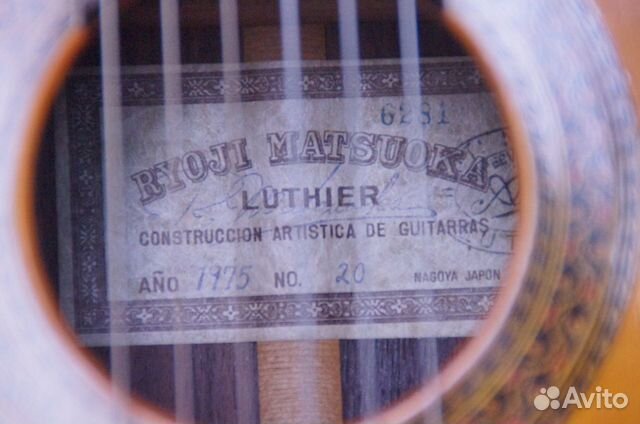 6281
RYOJI MATSUOKA
LUTHIER
CONSTRUCCION ARTISTICA DE GUITARRAS
AÑO 1975 NO. 20 NAGOYA JAPON
Avito